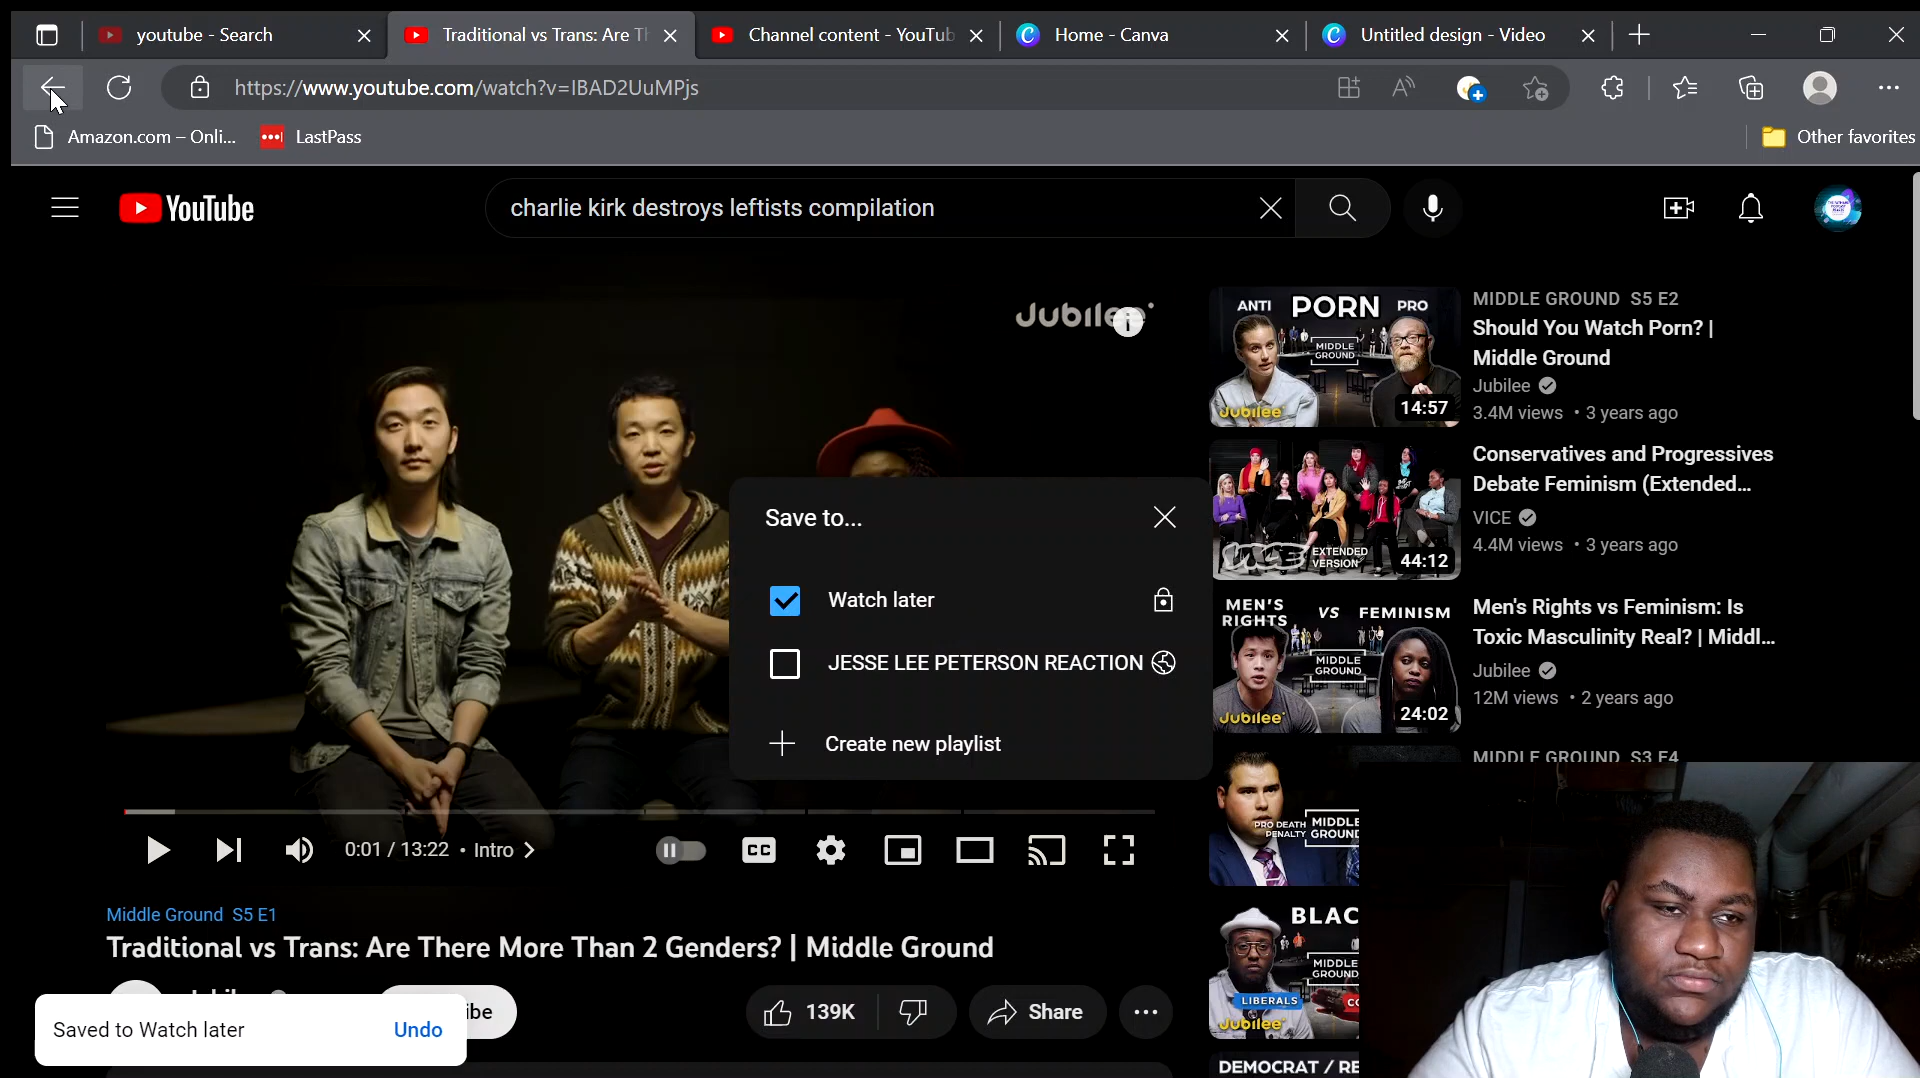 youtube - Search
Traditional vs Trans: Are Th
Channel content - YouTub
Home - Canva
Untitled design - Video
https://www.youtube.com/watch?v=IBAD2UuMPjs
Amazon.com – Onli...
LastPass
Other favorites
YouTube
charlie kirk destroys leftists compilation
Jubilee
Save to...
Watch later
JESSE LEE PETERSON REACTION
Create new playlist
0:01 / 13:22 • Intro
CC
Middle Ground S5 E1
Traditional vs Trans: Are There More Than 2 Genders? | Middle Ground
ibe
139K
Share
Saved to Watch later
Undo
ANTI PORN PRO
MIDDLE
GROUND
Jubilee
14:57
MIDDLE GROUND S5 E2
Should You Watch Porn? |
Middle Ground
Jubilee
3.4M views • 3 years ago
VICE
EXTENDED
VERSION
44:12
Conservatives and Progressives
Debate Feminism (Extended...
VICE
4.4M views • 3 years ago
MEN'S
RIGHTS
VS FEMINISM
MIDDLE
GROUND
Jubilee
24:02
Men's Rights vs Feminism: Is
Toxic Masculinity Real? | Middl...
Jubilee
12M views • 2 years ago
MIDDLE GROUND S3 E4
PRO DEATH
PENALTY
MIDDLE
GROUND
BLAC
MIDDLE
GROUND
LIBERALS
CO
Jubilee
DEMOCRAT / RE